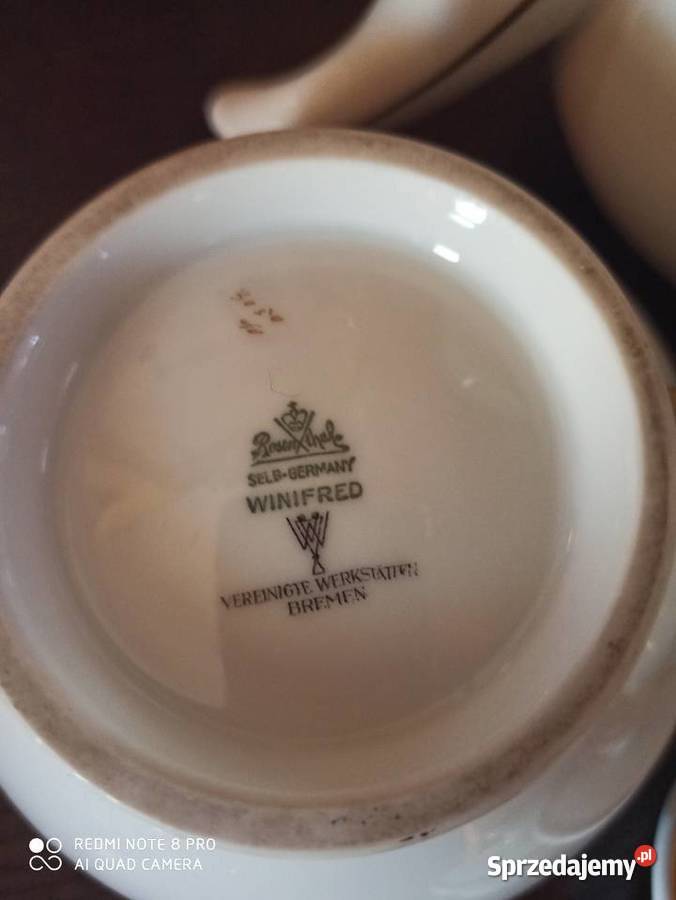 Rosenthal
SELB-GERMANY
WINIFRED
VEREINIGTE WERKSTÄTTEN
BREMEN
REDMI NOTE 8 PRO
AI QUAD CAMERA
Sprzedajemy.pl